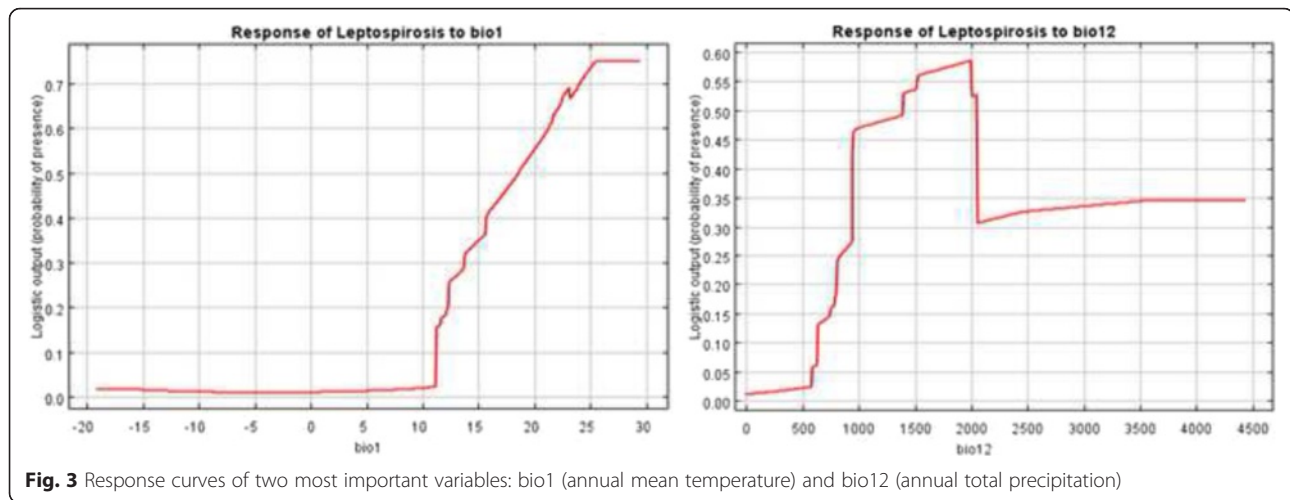 Response of Leptospirosis to bio1
Logistic output (probability of presence)
0.7
0.6
0.5
0.4
0.3
0.2
0.1
0.0
-20 -15 -10 -5 0 5 10 15 20 25 30
bio1
Response of Leptospirosis to bio12
Logistic output (probability of presence)
0.60
0.55
0.50
0.45
0.40
0.35
0.30
0.25
0.20
0.15
0.10
0.05
0.00
0 500 1000 1500 2000 2500 3000 3500 4000 4500
bio12
Fig. 3 Response curves of two most important variables: bio1 (annual mean temperature) and bio12 (annual total precipitation)